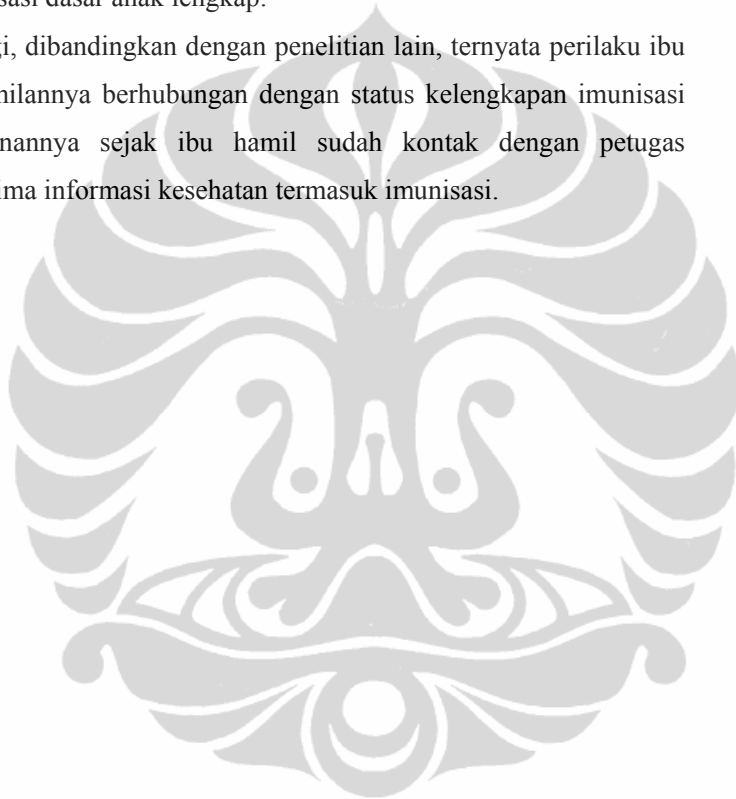 sasi dasar anak lengkap.
gi, dibandingkan dengan penelitian lain, ternyata perilaku ibu
nilannya berhubungan dengan status kelengkapan imunisasi
nannya sejak ibu hamil sudah kontak dengan petugas
ima informasi kesehatan termasuk imunisasi.